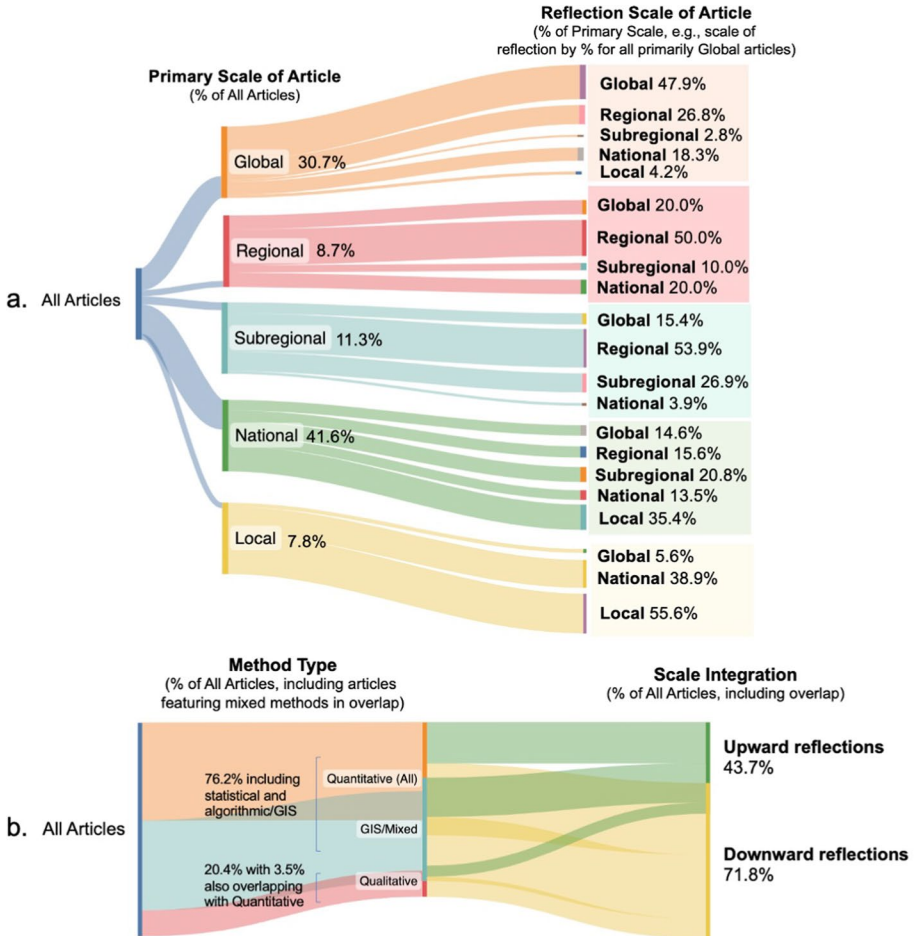 Reflection Scale of Article
(% of Primary Scale, e.g., scale of
reflection by % for all primarily Global articles)
Primary Scale of Article
(% of All Articles)
a.
All Articles
Global 30.7%
Global 47.9%
Regional 26.8%
Subregional 2.8%
National 18.3%
Local 4.2%
Regional 8.7%
Global 20.0%
Regional 50.0%
Subregional 10.0%
National 20.0%
Subregional 11.3%
Global 15.4%
Regional 53.9%
Subregional 26.9%
National 3.9%
National 41.6%
Global 14.6%
Regional 15.6%
Subregional 20.8%
National 13.5%
Local 35.4%
Local 7.8%
Global 5.6%
National 38.9%
Local 55.6%
Method Type
(% of All Articles, including articles
featuring mixed methods in overlap)
Scale Integration
(% of All Articles, including overlap)
b.
All Articles
76.2% including
statistical and
algorithmic/GIS
Quantitative (All)
GIS/Mixed
20.4% with 3.5%
also overlapping
with Quantitative
Qualitative
Upward reflections
43.7%
Downward reflections
71.8%